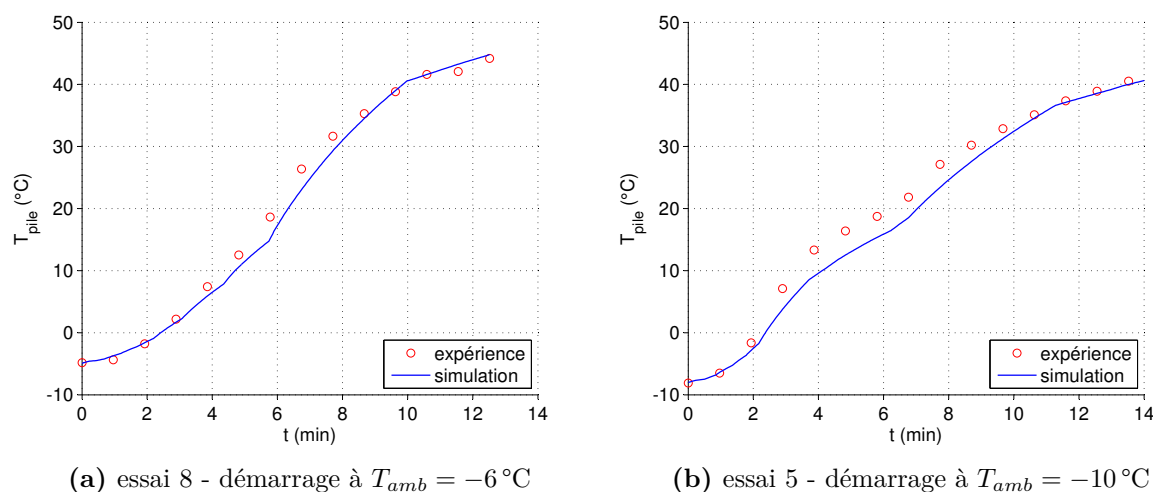 50
40
30
20
10
0
-10
T_pile (°C)
0 2 4 6 8 10 12 14
t (min)
expérience
simulation
(a) essai 8 - démarrage à T_amb = −6 °C
50
40
30
20
10
0
-10
T_pile (°C)
0 2 4 6 8 10 12 14
t (min)
expérience
simulation
(b) essai 5 - démarrage à T_amb = −10 °C